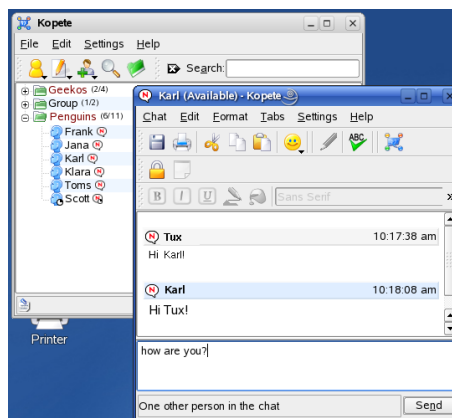 Kopete
File Edit Settings Help
Search:
Geekos (2/4)
Group (1/2)
Penguins (6/11)
Frank
Jana
Karl
Klara
Toms
Scott
Printer
Karl (Available) - Kopete
Chat Edit Format Tabs Settings Help
ABC
B I U Sans Serif
N Tux 10:17:38 am
Hi Karl!
N Karl 10:18:08 am
Hi Tux!
how are you?
One other person in the chat Send